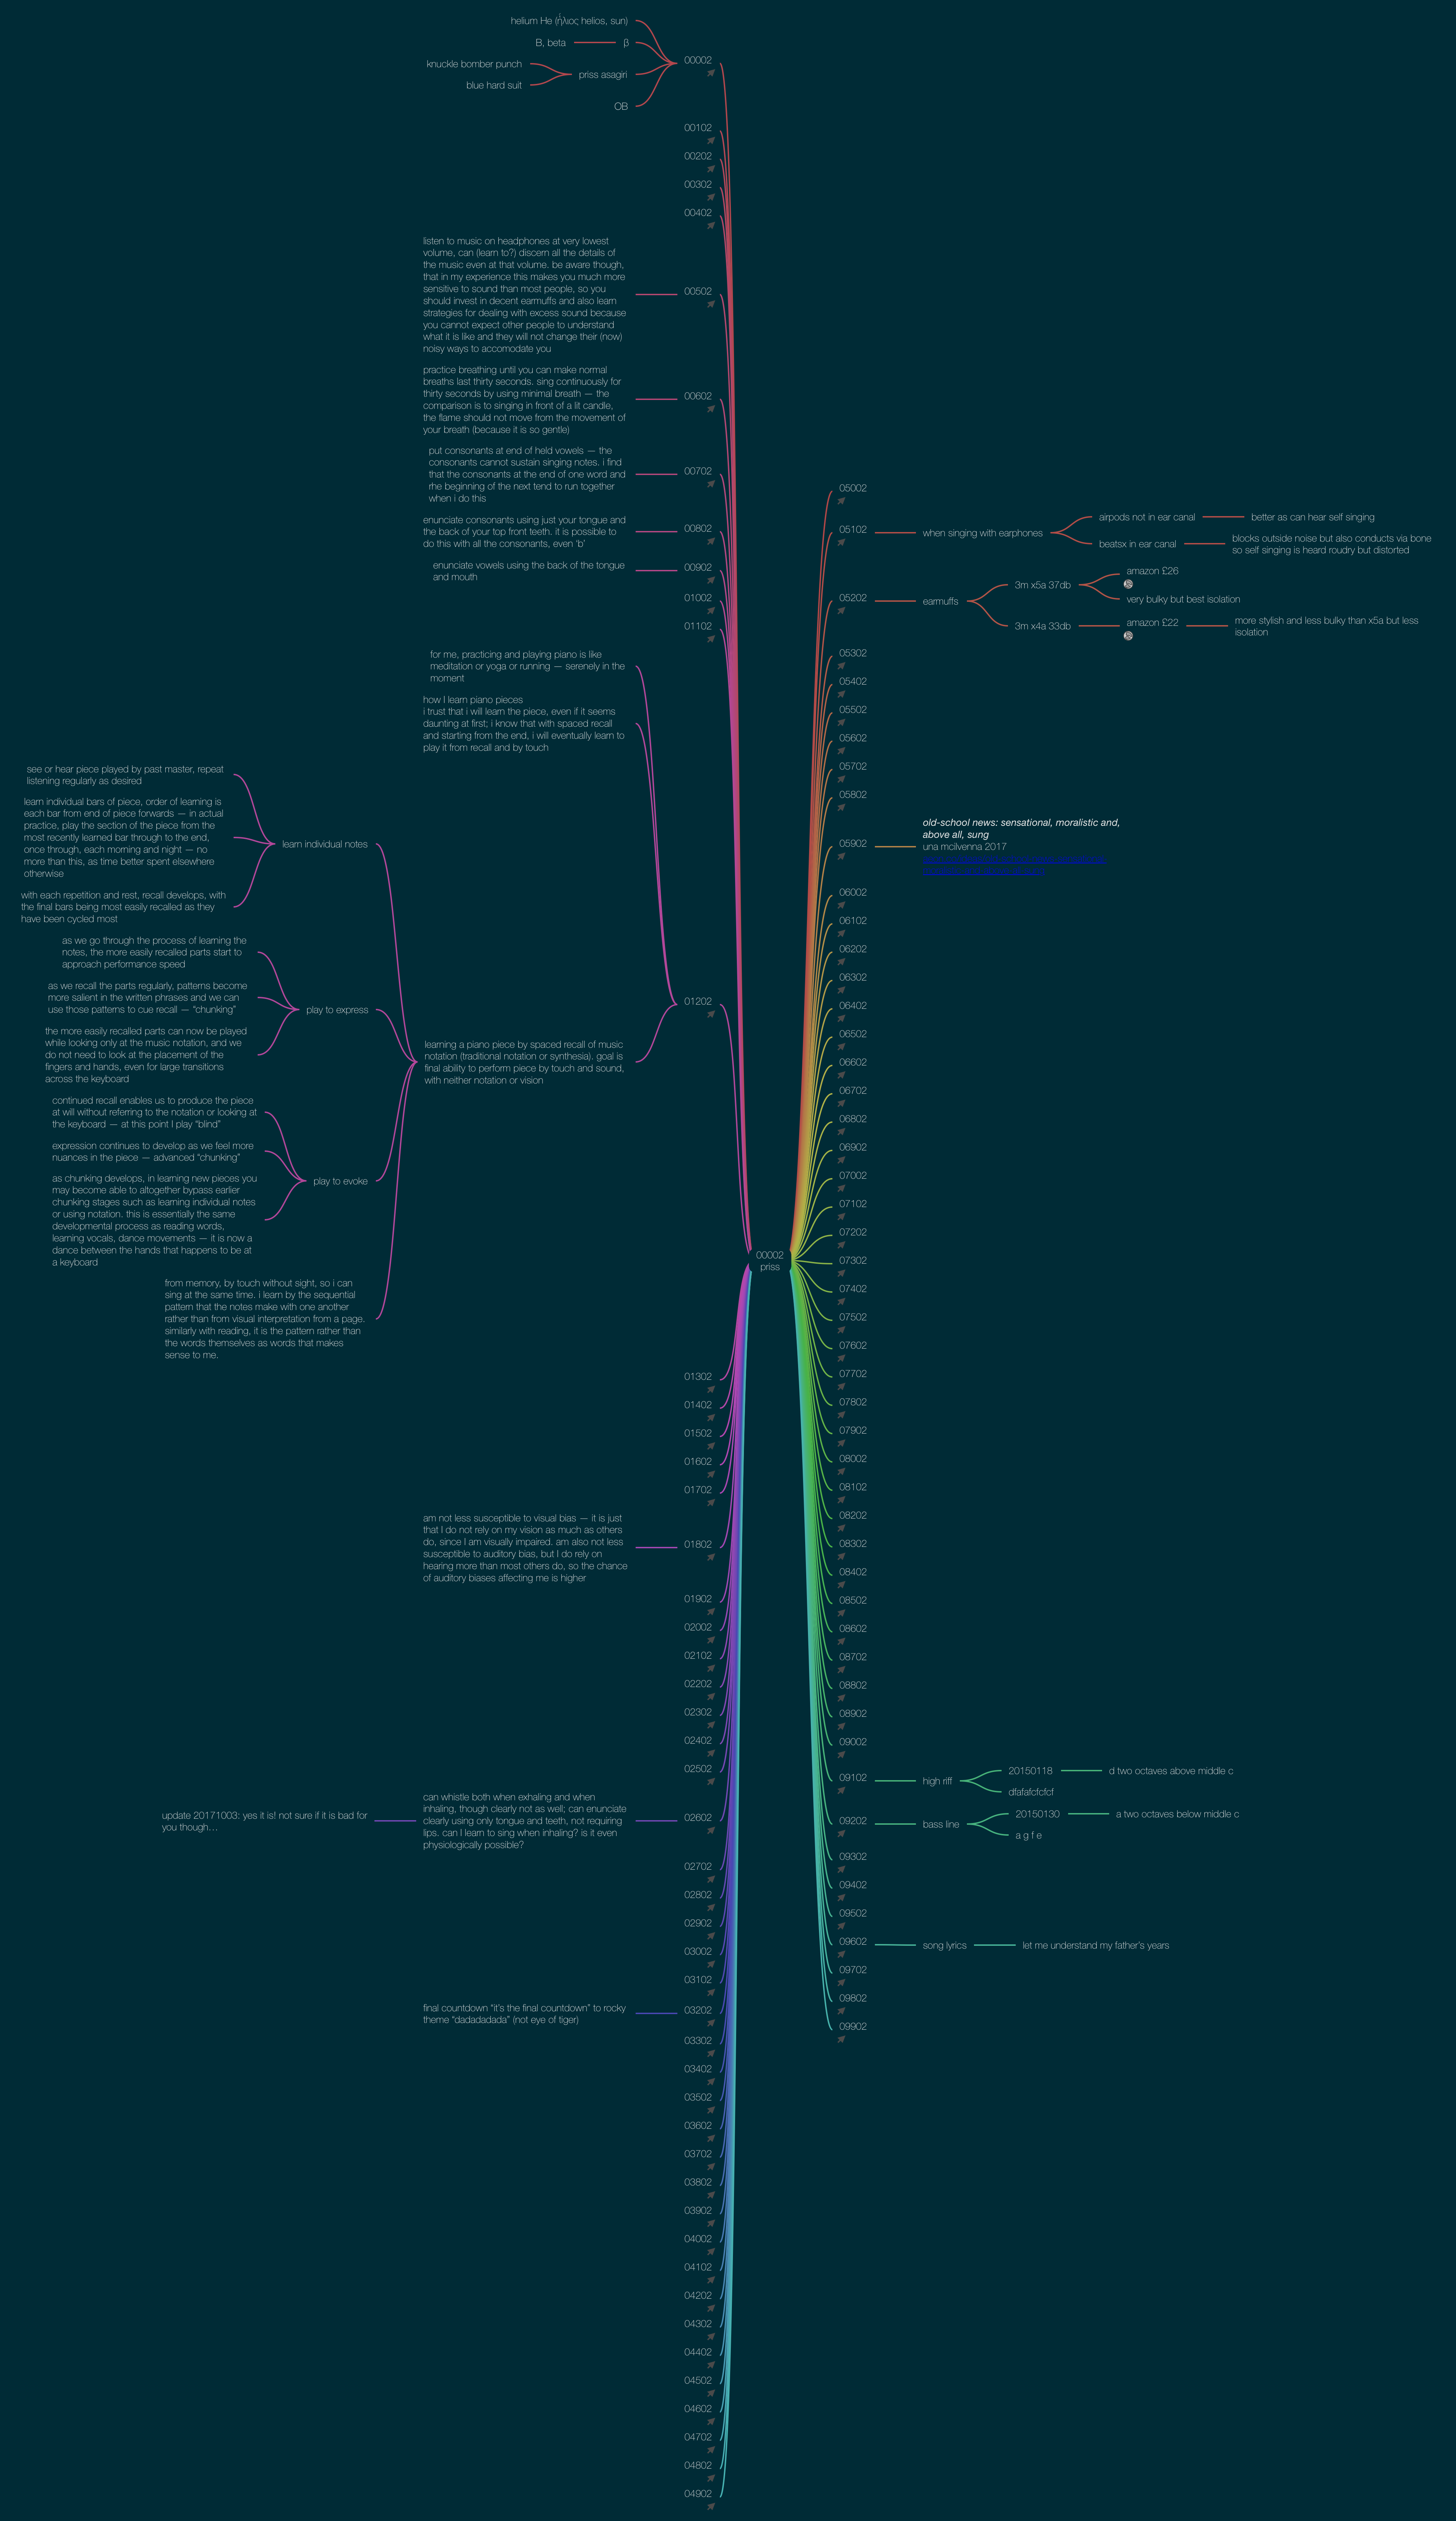 helium He (ἥλιος helios, sun)
B, beta
β
knuckle bomber punch
blue hard suit
priss asagiri
OB
00002
00102
00202
00302
00402
listen to music on headphones at very lowest
volume, can (learn to?) discern all the details of
the music even at that volume. be aware though,
that in my experience this makes you much more
sensitive to sound than most people, so you
should invest in decent earmuffs and also learn
strategies for dealing with excess sound because
you cannot expect other people to understand
what it is like and they will not change their (now)
noisy ways to accomodate you
00502
practice breathing until you can make normal
breaths last thirty seconds. sing continuously for
thirty seconds by using minimal breath — the
comparison is to singing in front of a lit candle,
the flame should not move from the movement of
your breath (because it is so gentle)
00602
put consonants at end of held vowels — the
consonants cannot sustain singing notes. i find
that the consonants at the end of one word and
rhe beginning of the next tend to run together
when i do this
00702
enunciate consonants using just your tongue and
the back of your top front teeth. it is possible to
do this with all the consonants, even ‘b’
00802
enunciate vowels using the back of the tongue
and mouth
00902
01002
01102
for me, practicing and playing piano is like
meditation or yoga or running — serenely in the
moment
how I learn piano pieces
i trust that i will learn the piece, even if it seems
daunting at first; i know that with spaced recall
and starting from the end, i will eventually learn to
play it from recall and by touch
see or hear piece played by past master, repeat
listening regularly as desired
learn individual bars of piece, order of learning is
each bar from end of piece forwards — in actual
practice, play the section of the piece from the
most recently learned bar through to the end,
once through, each morning and night — no
more than this, as time better spent elsewhere
otherwise
with each repetition and rest, recall develops, with
the final bars being most easily recalled as they
have been cycled most
learn individual notes
as we go through the process of learning the
notes, the more easily recalled parts start to
approach performance speed
as we recall the parts regularly, patterns become
more salient in the written phrases and we can
use those patterns to cue recall — “chunking”
the more easily recalled parts can now be played
while looking only at the music notation, and we
do not need to look at the placement of the
fingers and hands, even for large transitions
across the keyboard
play to express
continued recall enables us to produce the piece
at will without referring to the notation or looking at
the keyboard — at this point I play “blind”
expression continues to develop as we feel more
nuances in the piece — advanced “chunking”
as chunking develops, in learning new pieces you
may become able to altogether bypass earlier
chunking stages such as learning individual notes
or using notation. this is essentially the same
developmental process as reading words,
learning vocals, dance movements — it is now a
dance between the hands that happens to be at
a keyboard
play to evoke
from memory, by touch without sight, so i can
sing at the same time. i learn by the sequential
pattern that the notes make with one another
rather than from visual interpretation from a page.
similarly with reading, it is the pattern rather than
the words themselves as words that makes
sense to me.
learning a piano piece by spaced recall of music
notation (traditional notation or synthesia). goal is
final ability to perform piece by touch and sound,
with neither notation or vision
01202
01302
01402
01502
01602
01702
am not less susceptible to visual bias — it is just
that I do not rely on my vision as much as others
do, since I am visually impaired. am also not less
susceptible to auditory bias, but I do rely on
hearing more than most others do, so the chance
of auditory biases affecting me is higher
01802
01902
02002
02102
02202
02302
02402
02502
update 20171003: yes it is! not sure if it is bad for
you though…
can whistle both when exhaling and when
inhaling, though clearly not as well; can enunciate
clearly using only tongue and teeth, not requiring
lips. can I learn to sing when inhaling? is it even
physiologically possible?
02602
02702
02802
02902
03002
03102
final countdown “it’s the final countdown” to rocky
theme “dadadadada” (not eye of tiger)
03202
03302
03402
03502
03602
03702
03802
03902
04002
04102
04202
04302
04402
04502
04602
04702
04802
04902
00002
priss
05002
05102
when singing with earphones
airpods not in ear canal
better as can hear self singing
beatsx in ear canal
blocks outside noise but also conducts via bone
so self singing is heard roudry but distorted
05202
earmuffs
3m x5a 37db
amazon £26
very bulky but best isolation
3m x4a 33db
amazon £22
more stylish and less bulky than x5a but less
isolation
05302
05402
05502
05602
05702
05802
05902
old-school news: sensational, moralistic and,
above all, sung
una mcilvenna 2017
06002
06102
06202
06302
06402
06502
06602
06702
06802
06902
07002
07102
07202
07302
07402
07502
07602
07702
07802
07902
08002
08102
08202
08302
08402
08502
08602
08702
08802
08902
09002
09102
high riff
20150118
d two octaves above middle c
dfafafcfcfcf
09202
bass line
20150130
a two octaves below middle c
a g f e
09302
09402
09502
09602
song lyrics
let me understand my father’s years
09702
09802
09902